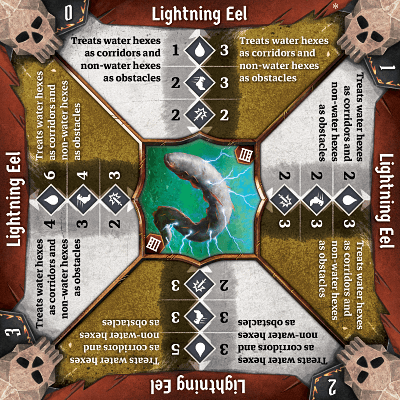 0
Lightning Eel
Treats water hexes
as corridors and
non-water hexes
as obstacles
1 3
2 3
2 2
Treats water hexes
as corridors and
non-water hexes
as obstacles
1
Lightning Eel
Treats water hexes
as corridors and
non-water hexes
as obstacles
2 3
2 3
2 3
Treats water hexes
as corridors and
non-water hexes
as obstacles
2
Lightning Eel
Treats water hexes
as corridors and
non-water hexes
as obstacles
3 5
3 3
2 3
Treats water hexes
as corridors and
non-water hexes
as obstacles
3
Lightning Eel
Treats water hexes
as corridors and
non-water hexes
as obstacles
4 6
3 4
2 3
Treats water hexes
as corridors and
non-water hexes
as obstacles